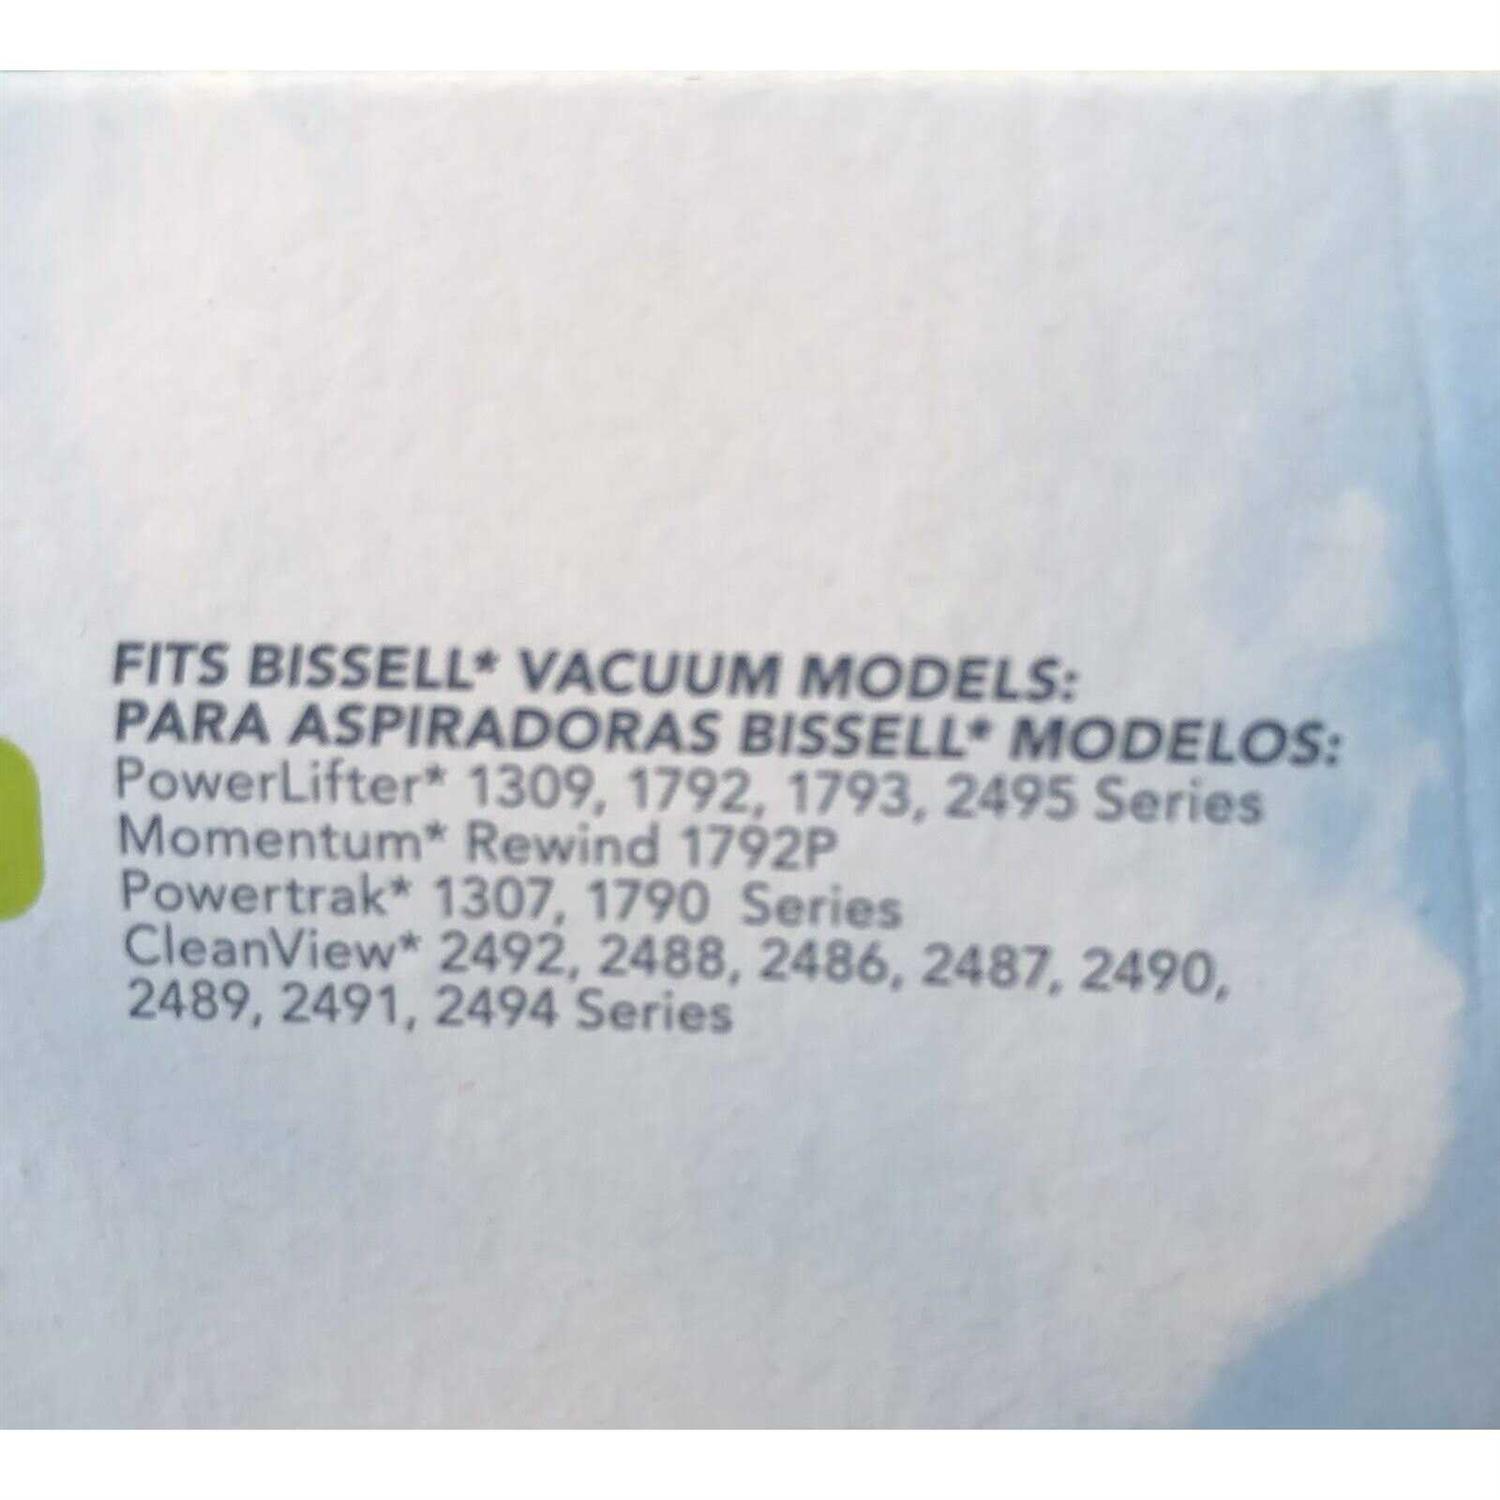 FITS BISSELL* VACUUM MODELS:
PARA ASPIRADORAS BISSELL* MODELOS:
PowerLifter* 1309, 1792, 1793, 2495 Series
Momentum* Rewind 1792P
Powertrak* 1307, 1790 Series
CleanView* 2492, 2488, 2486, 2487, 2490,
2489, 2491, 2494 Series